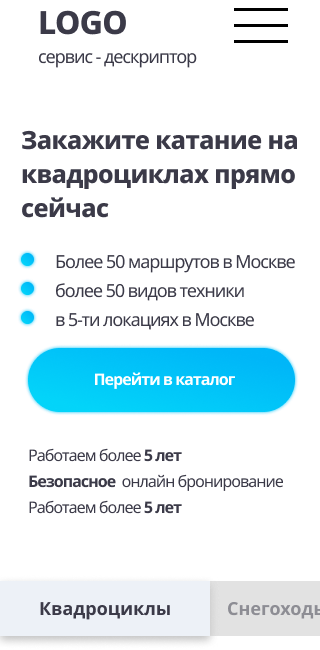 LOGO
сервис - дескриптор
Закажите катание на
квадроциклах прямо
сейчас
Более 50 маршрутов в Москве
более 50 видов техники
в 5-ти локациях в Москве
Перейти в каталог
Работаем более 5 лет
Безопасное онлайн бронирование
Работаем более 5 лет
Квадроциклы Снегоходы